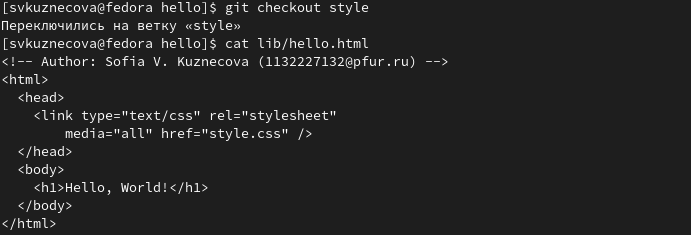 [svkuznecova@fedora hello]$ git checkout style
Переключились на ветку «style»
[svkuznecova@fedora hello]$ cat lib/hello.html
<!-- Author: Sofia V. Kuznecova (1132227132@pfur.ru) -->
<html>
  <head>
    <link type="text/css" rel="stylesheet"
        media="all" href="style.css" />
  </head>
  <body>
    <h1>Hello, World!</h1>
  </body>
</html>